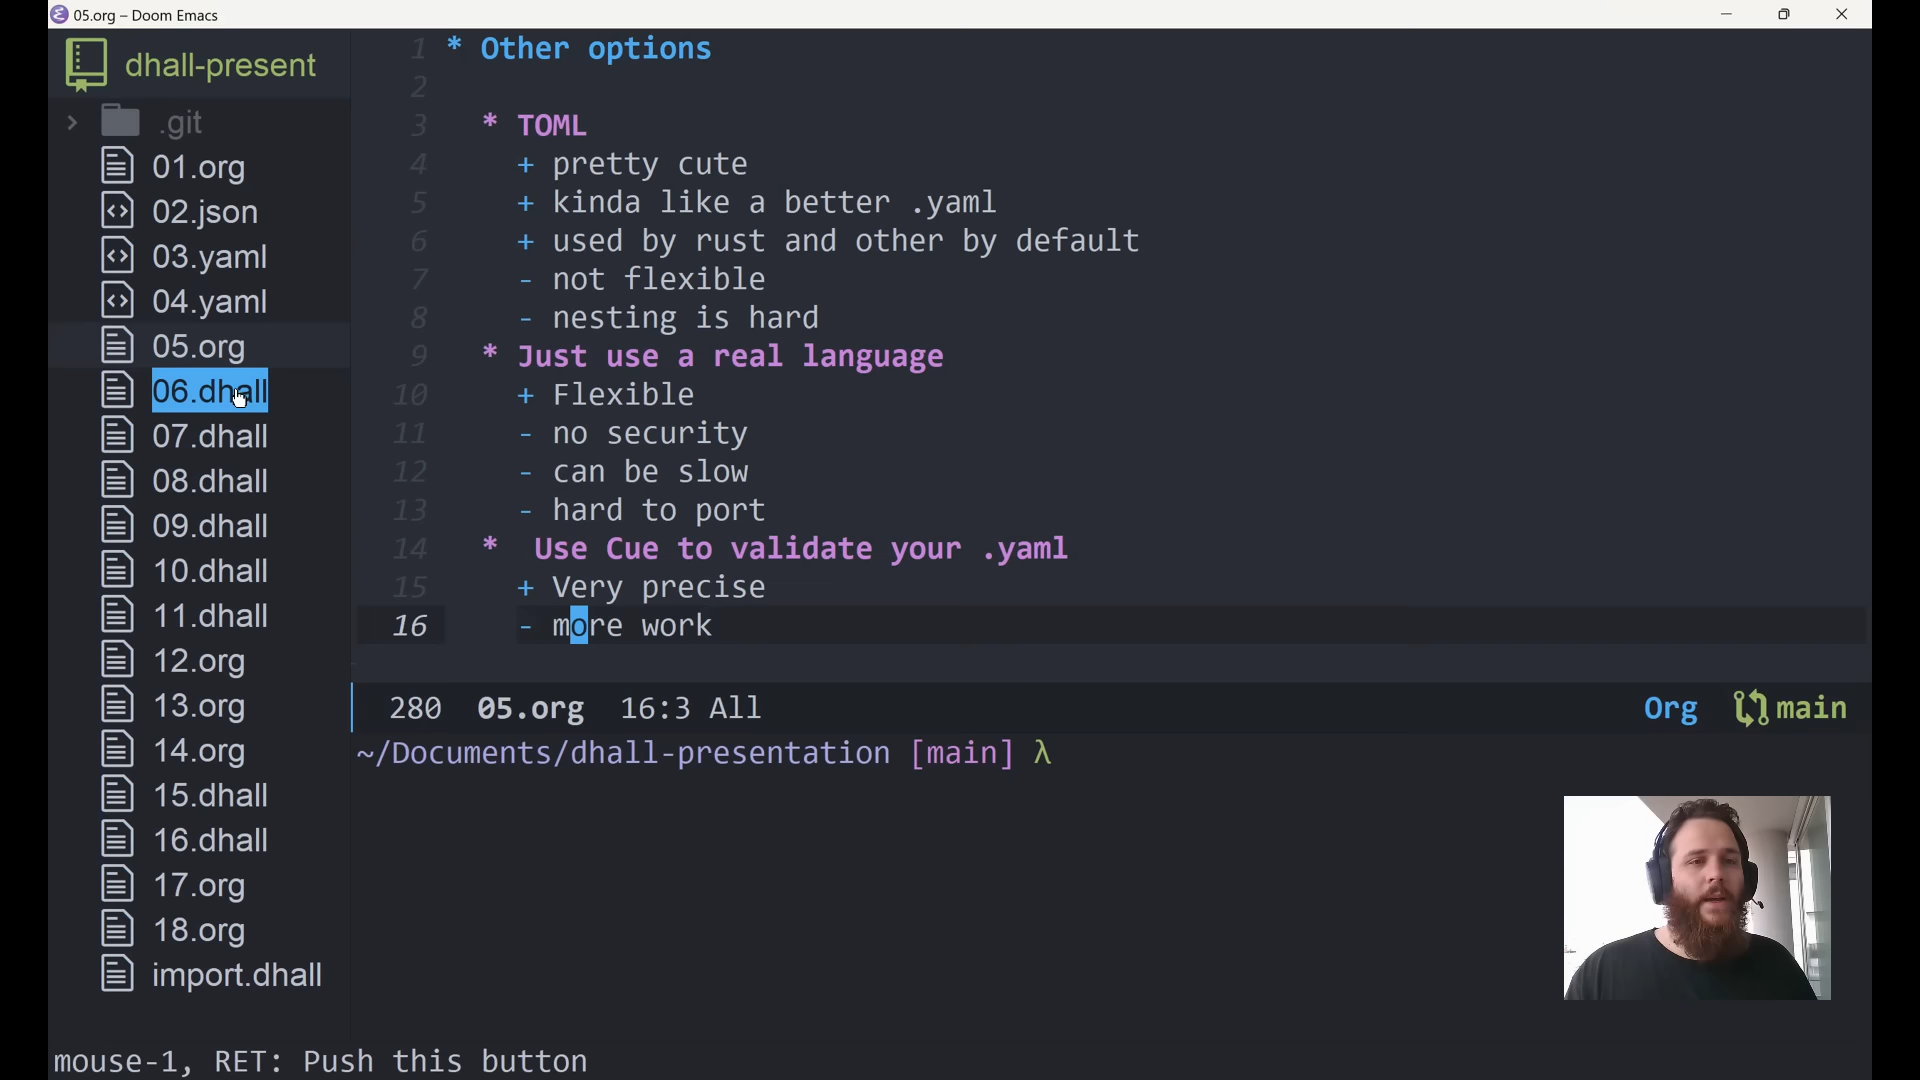 05.org – Doom Emacs
dhall-present
.git
01.org
02.json
03.yaml
04.yaml
05.org
06.dhall
07.dhall
08.dhall
09.dhall
10.dhall
11.dhall
12.org
13.org
14.org
15.dhall
16.dhall
17.org
18.org
import.dhall
1 * Other options
2
3 * TOML
4 + pretty cute
5 + kinda like a better .yaml
6 + used by rust and other by default
7 - not flexible
8 - nesting is hard
9 * Just use a real language
10 + Flexible
11 - no security
12 - can be slow
13 - hard to port
14 * Use Cue to validate your .yaml
15 + Very precise
16 - more work
280 05.org 16:3 All Org main
~/Documents/dhall-presentation [main] λ
mouse-1, RET: Push this button